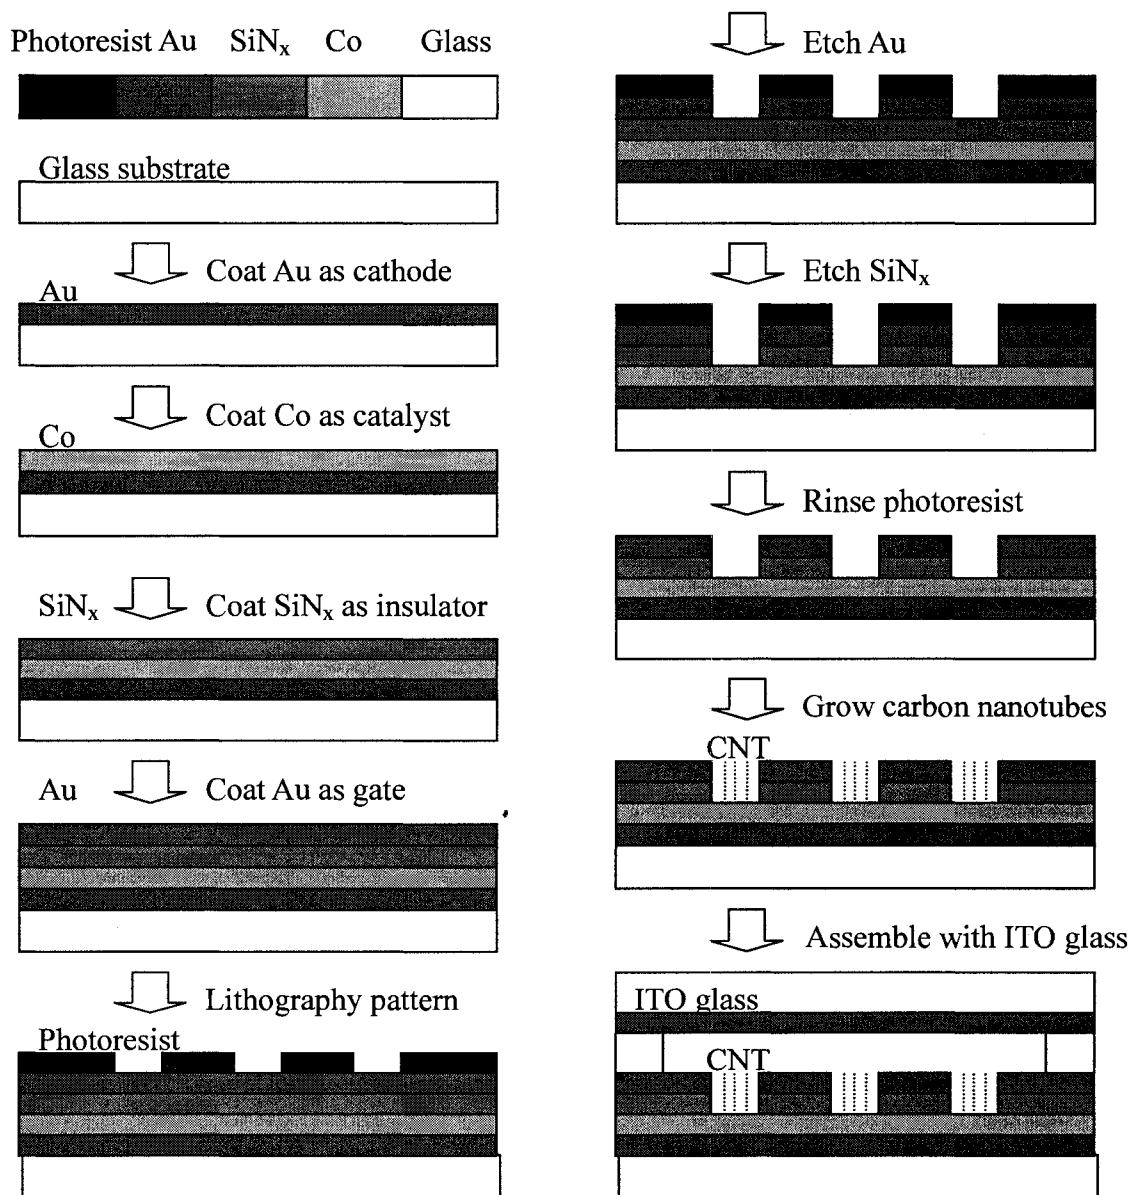 Photoresist Au SiNx Co Glass
Glass substrate
Coat Au as cathode
Au
Coat Co as catalyst
Co
SiNx Coat SiNx as insulator
Au Coat Au as gate
Lithography pattern
Photoresist
Etch Au
Etch SiNx
Rinse photoresist
Grow carbon nanotubes
CNT
Assemble with ITO glass
ITO glass
CNT